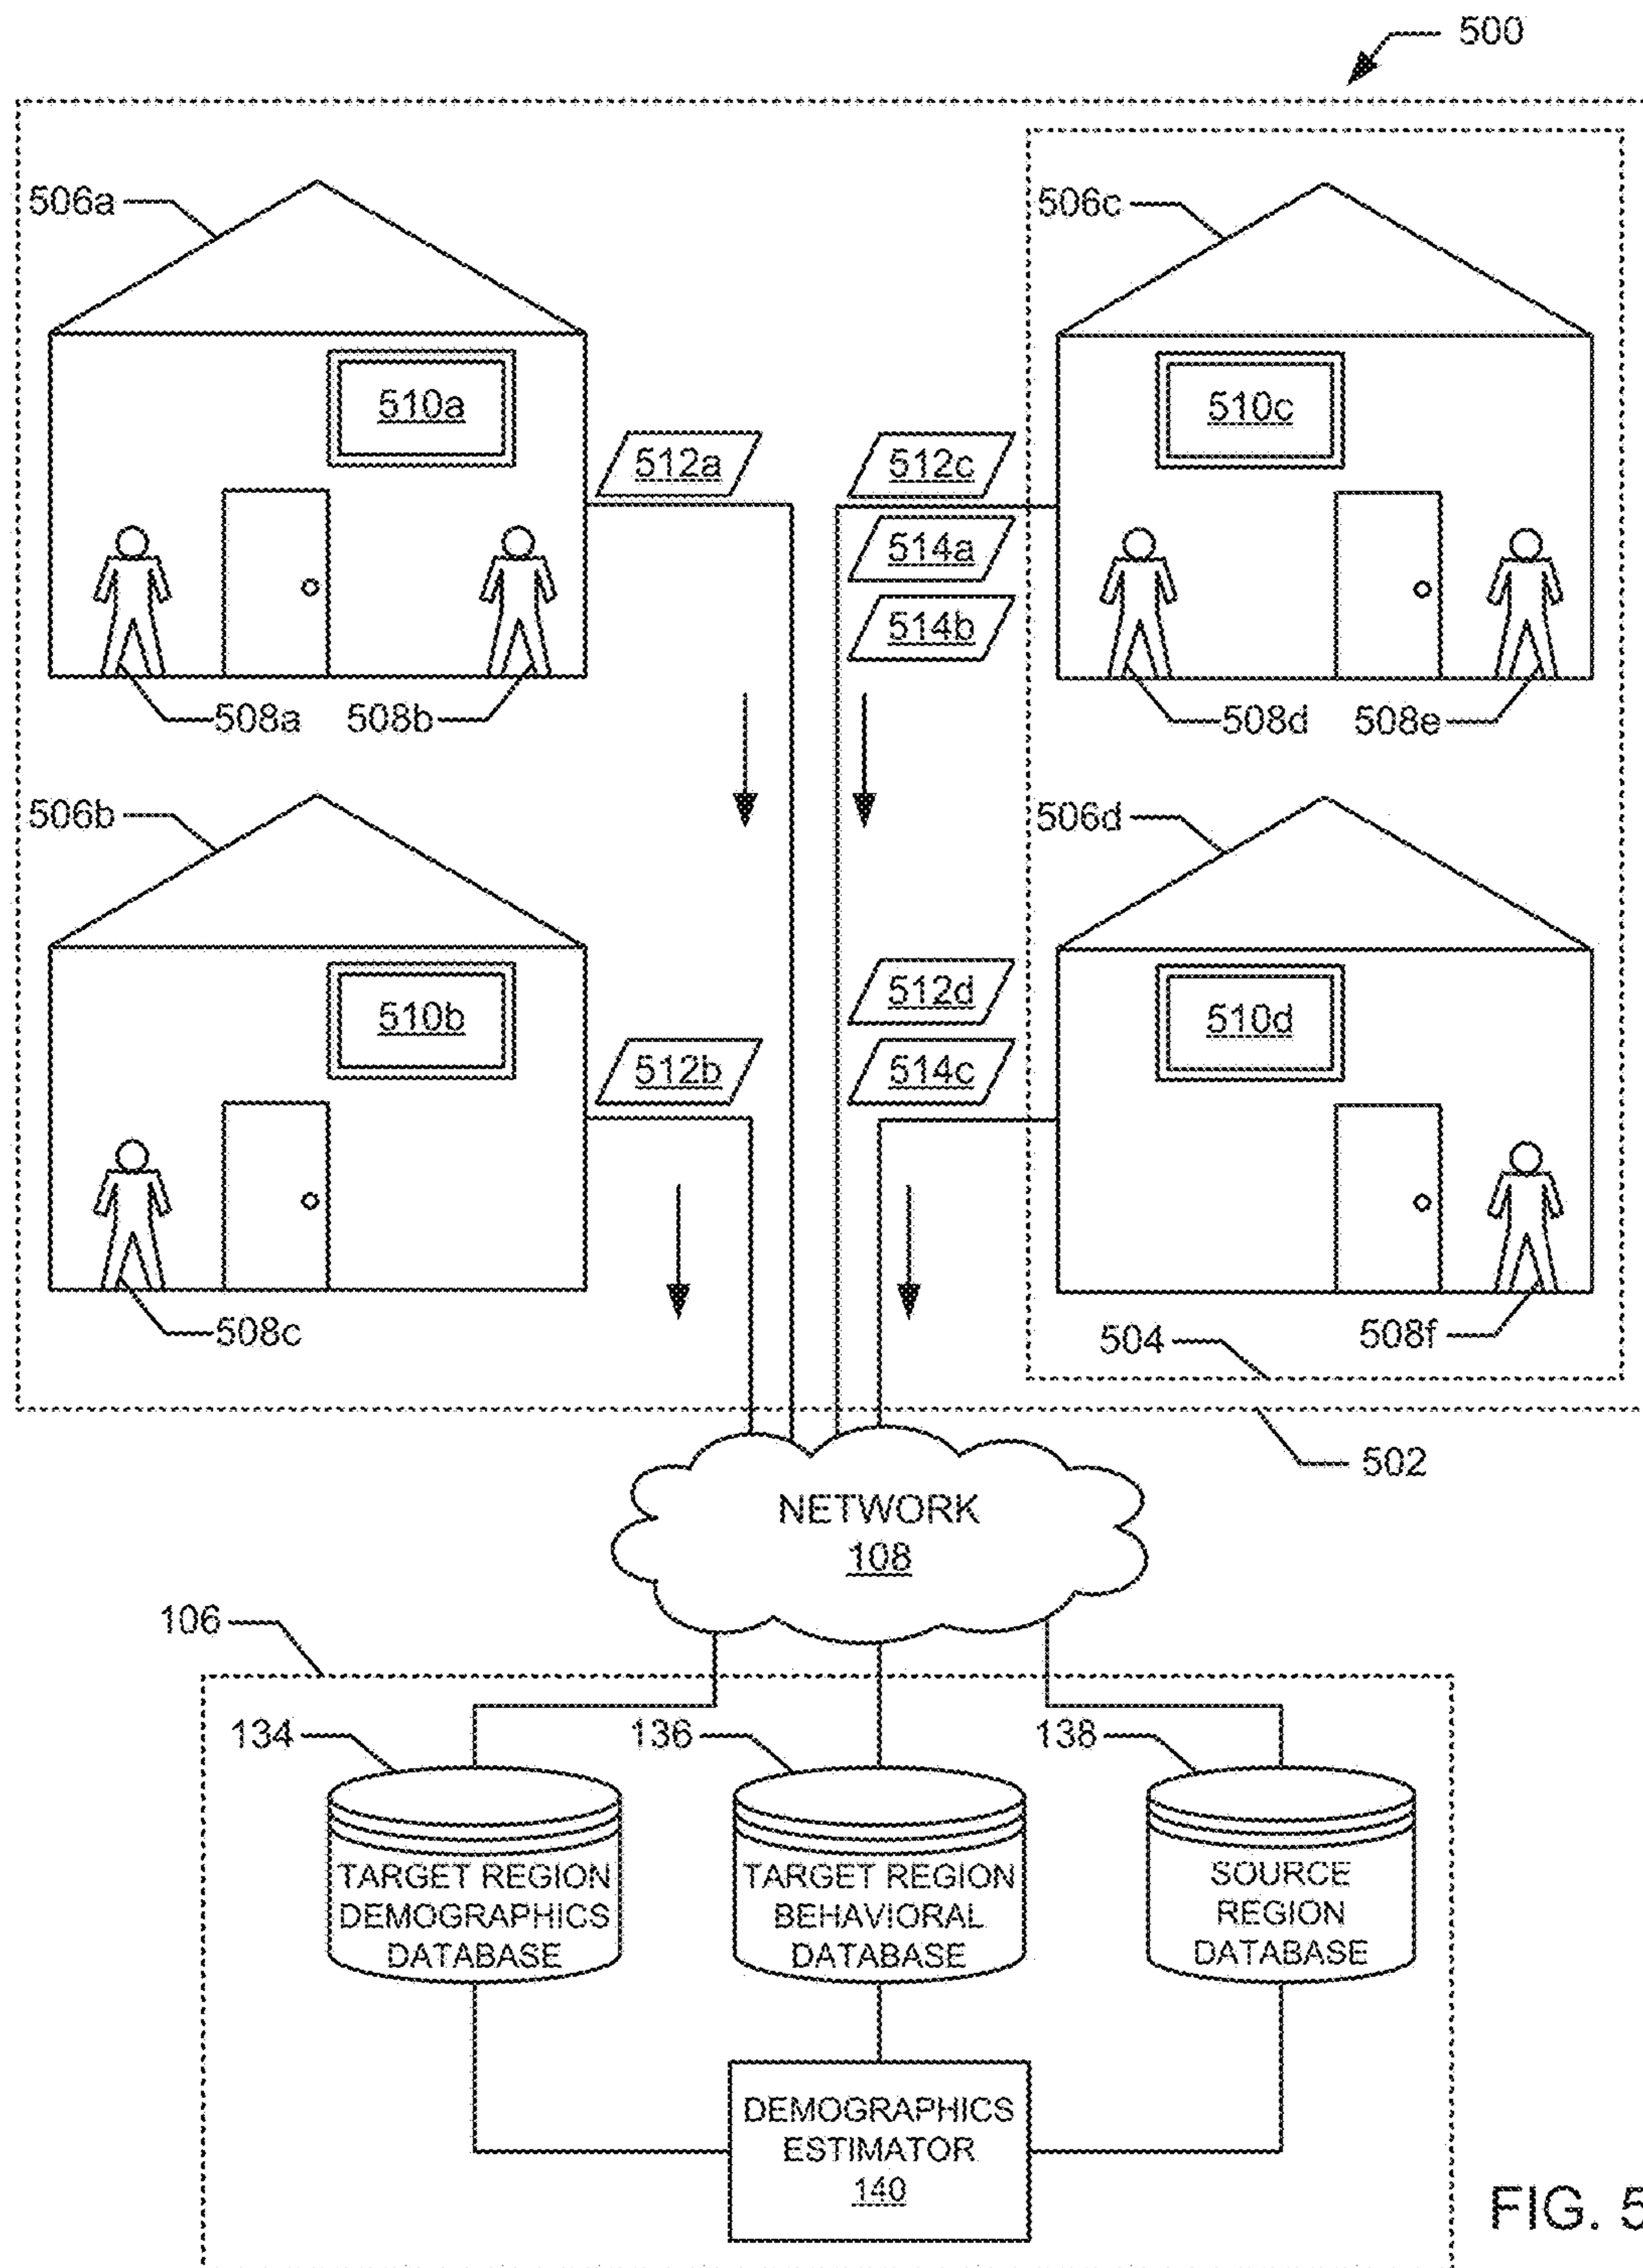 500
506a
506c
510a
510c
512a
512c
514a
514b
508a
508b
508d
508e
506b
506d
512d
510b
510d
512b
514c
508c
504
508f
502
NETWORK
108
106
134
136
138
TARGET REGION
DEMOGRAPHICS
DATABASE
TARGET REGION
BEHAVIORAL
DATABASE
SOURCE
REGION
DATABASE
DEMOGRAPHICS
ESTIMATOR
140
FIG. 5